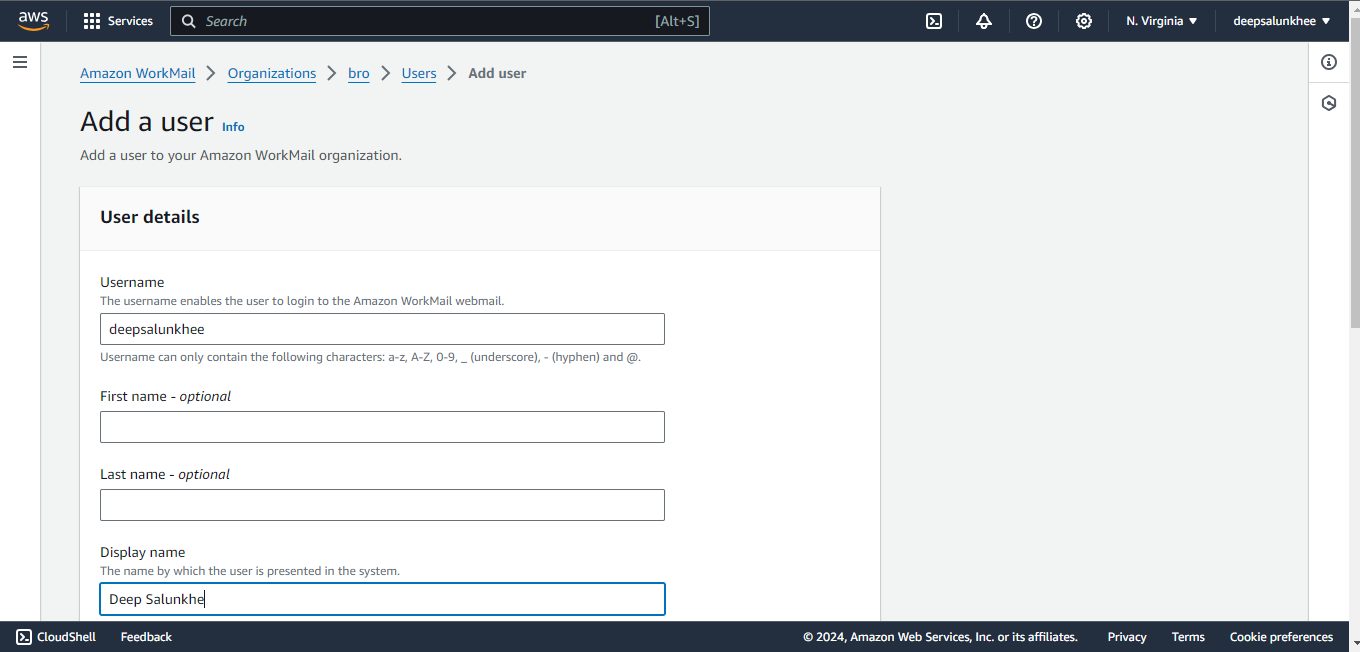 aws Services Search [Alt+S] N. Virginia deepsalunkhee
Amazon WorkMail Organizations bro Users Add user
Add a user Info
Add a user to your Amazon WorkMail organization.
User details
Username
The username enables the user to login to the Amazon WorkMail webmail.
deepsalunkhee
Username can only contain the following characters: a-z, A-Z, 0-9, _ (underscore), - (hyphen) and @.
First name - optional
Last name - optional
Display name
The name by which the user is presented in the system.
Deep Salunkhe
CloudShell Feedback © 2024, Amazon Web Services, Inc. or its affiliates. Privacy Terms Cookie preferences